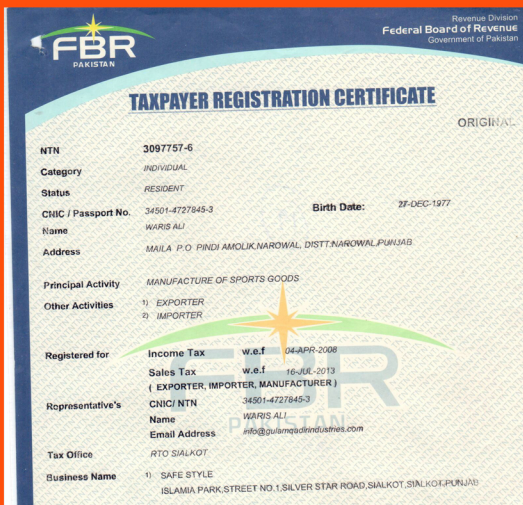 FBR
PAKISTAN
Revenue Division
Federal Board of Revenue
Government of Pakistan
TAXPAYER REGISTRATION CERTIFICATE
ORIGINAL
NTN 3097757-6
Category INDIVIDUAL
Status RESIDENT
CNIC / Passport No. 34501-4727845-3 Birth Date: 27-DEC-1977
Name WARIS ALI
Address MAILA P.O PINDI AMOLIK,NAROWAL, DISTT:NAROWAL,PUNJAB
Principal Activity MANUFACTURE OF SPORTS GOODS
Other Activities 1) EXPORTER
2) IMPORTER
Registered for Income Tax w.e.f 04-APR-2008
Sales Tax w.e.f 16-JUL-2013
( EXPORTER, IMPORTER, MANUFACTURER )
Representative's CNIC/ NTN 34501-4727845-3
Name WARIS ALI
Email Address info@gulamqadirindustries.com
Tax Office RTO SIALKOT
Business Name 1) SAFE STYLE
ISLAMIA PARK,STREET NO.1,SILVER STAR ROAD,SIALKOT,SIALKOT,PUNJAB
FBR
PAKISTAN